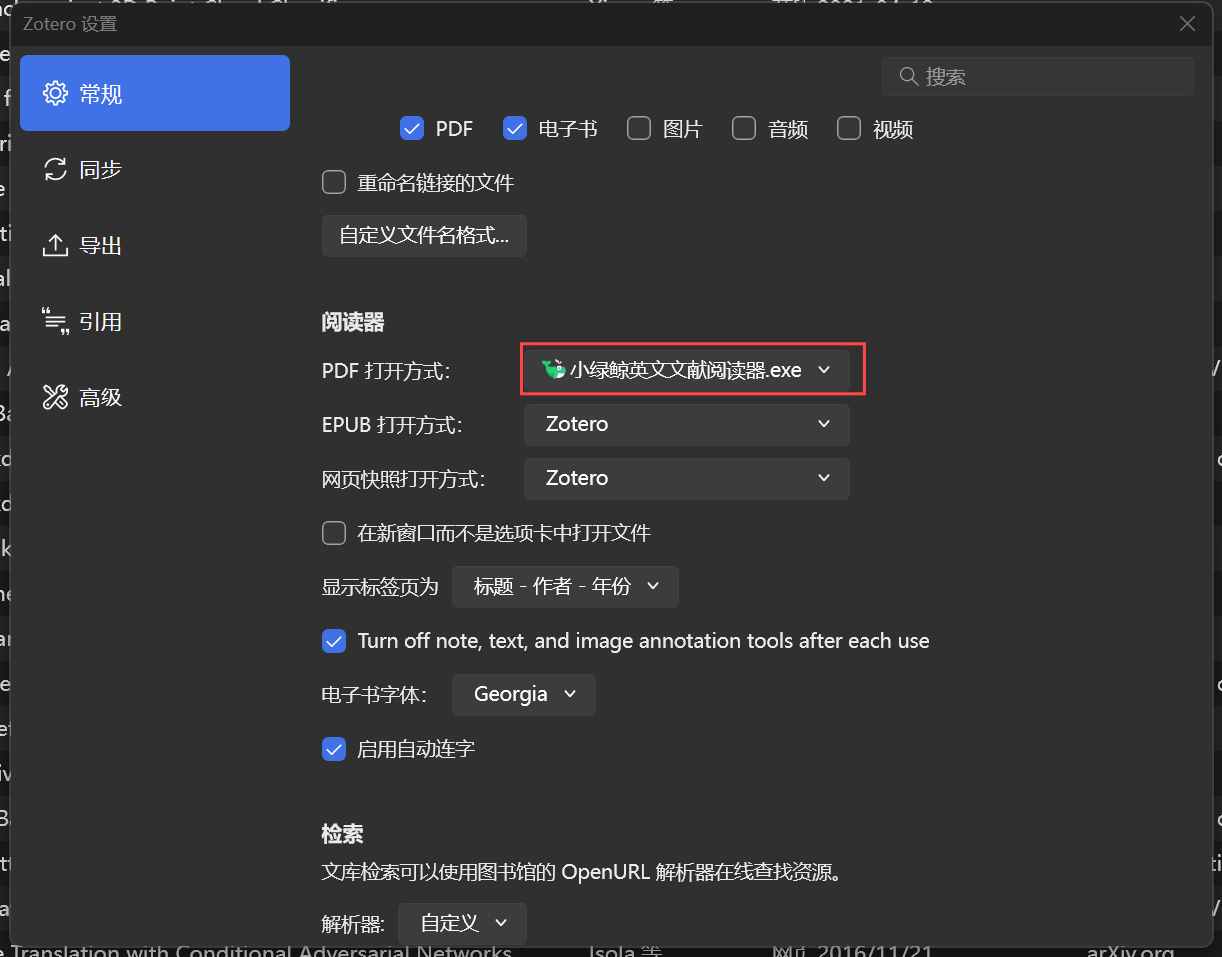 Zotero 设置
搜索
常规
同步
导出
引用
高级
PDF 电子书 图片 音频 视频
重命名链接的文件
自定义文件名格式...
阅读器
PDF 打开方式： 小绿鲸英文文献阅读器.exe
EPUB 打开方式： Zotero
网页快照打开方式： Zotero
在新窗口而不是选项卡中打开文件
显示标签页为 标题 - 作者 - 年份
Turn off note, text, and image annotation tools after each use
电子书字体： Georgia
启用自动连字
检索
文库检索可以使用图书馆的 OpenURL 解析器在线查找资源。
解析器: 自定义
Translation with Conditional Adversarial Networks Isola 等 2016/11/21 arXiv.org